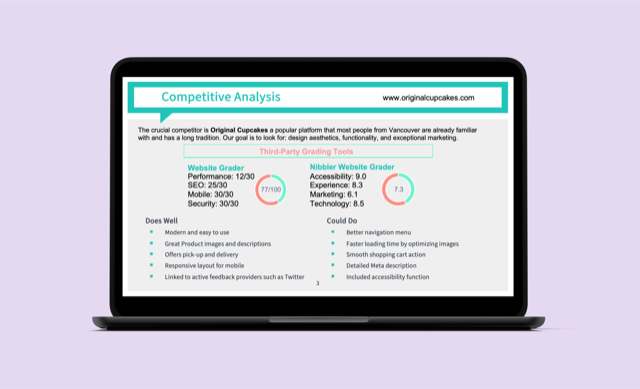 Competitive Analysis
www.originalcupcakes.com
The crucial competitor is Original Cupcakes a popular platform that most people from Vancouver are already familiar
with and has a long tradition. Our goal is to look for; design aesthetics, functionality, and exceptional marketing.
Third-Party Grading Tools
Website Grader
Performance: 12/30
SEO: 25/30
Mobile: 30/30
Security: 30/30
77/100
Nibbler Website Grader
Accessibility: 9.0
Experience: 8.3
Marketing: 6.1
Technology: 8.5
7.3
Does Well
Modern and easy to use
Great Product images and descriptions
Offers pick-up and delivery
Responsive layout for mobile
Linked to active feedback providers such as Twitter
Could Do
Better navigation menu
Faster loading time by optimizing images
Smooth shopping cart action
Detailed Meta description
Included accessibility function
3